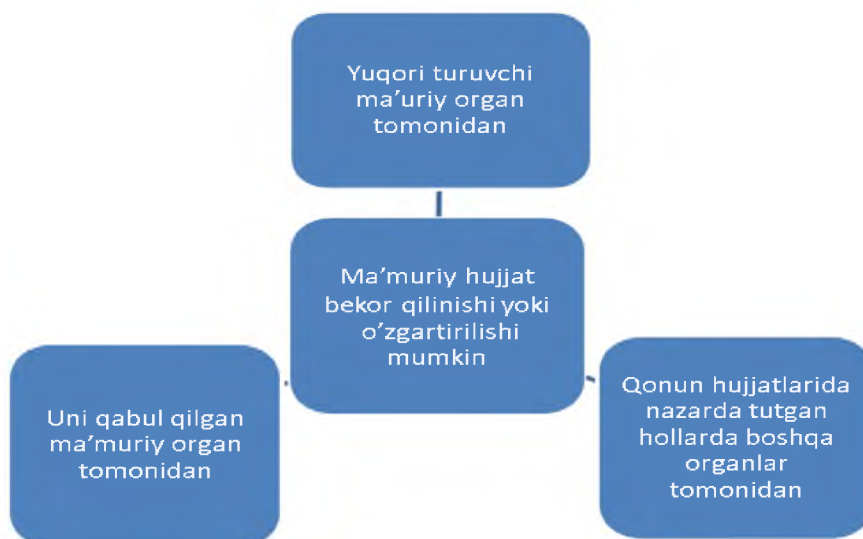 Yuqori turuvchi
ma’uriy organ
tomonidan
Ma’muriy hujjat
bekor qilinishi yoki
o’zgartirilishi
mumkin
Uni qabul qilgan
ma’muriy organ
tomonidan
Qonun hujjatlarida
nazarda tutgan
hollarda boshqa
organlar
tomonidan